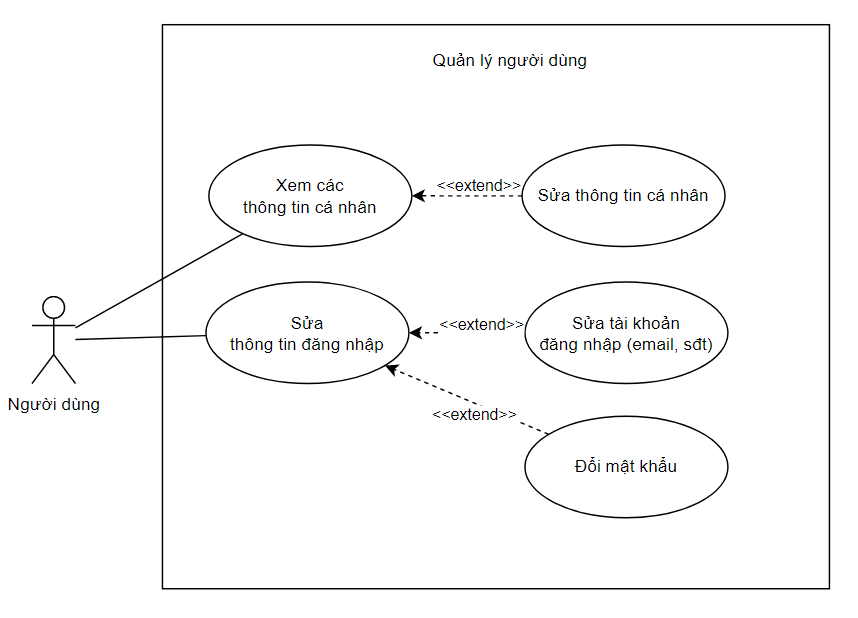 Quản lý người dùng
Xem các
thông tin cá nhân
<<extend>>
Sửa thông tin cá nhân
Sửa
thông tin đăng nhập
<<extend>>
Sửa tài khoản
đăng nhập (email, sđt)
Người dùng
<<extend>>
Đổi mật khẩu